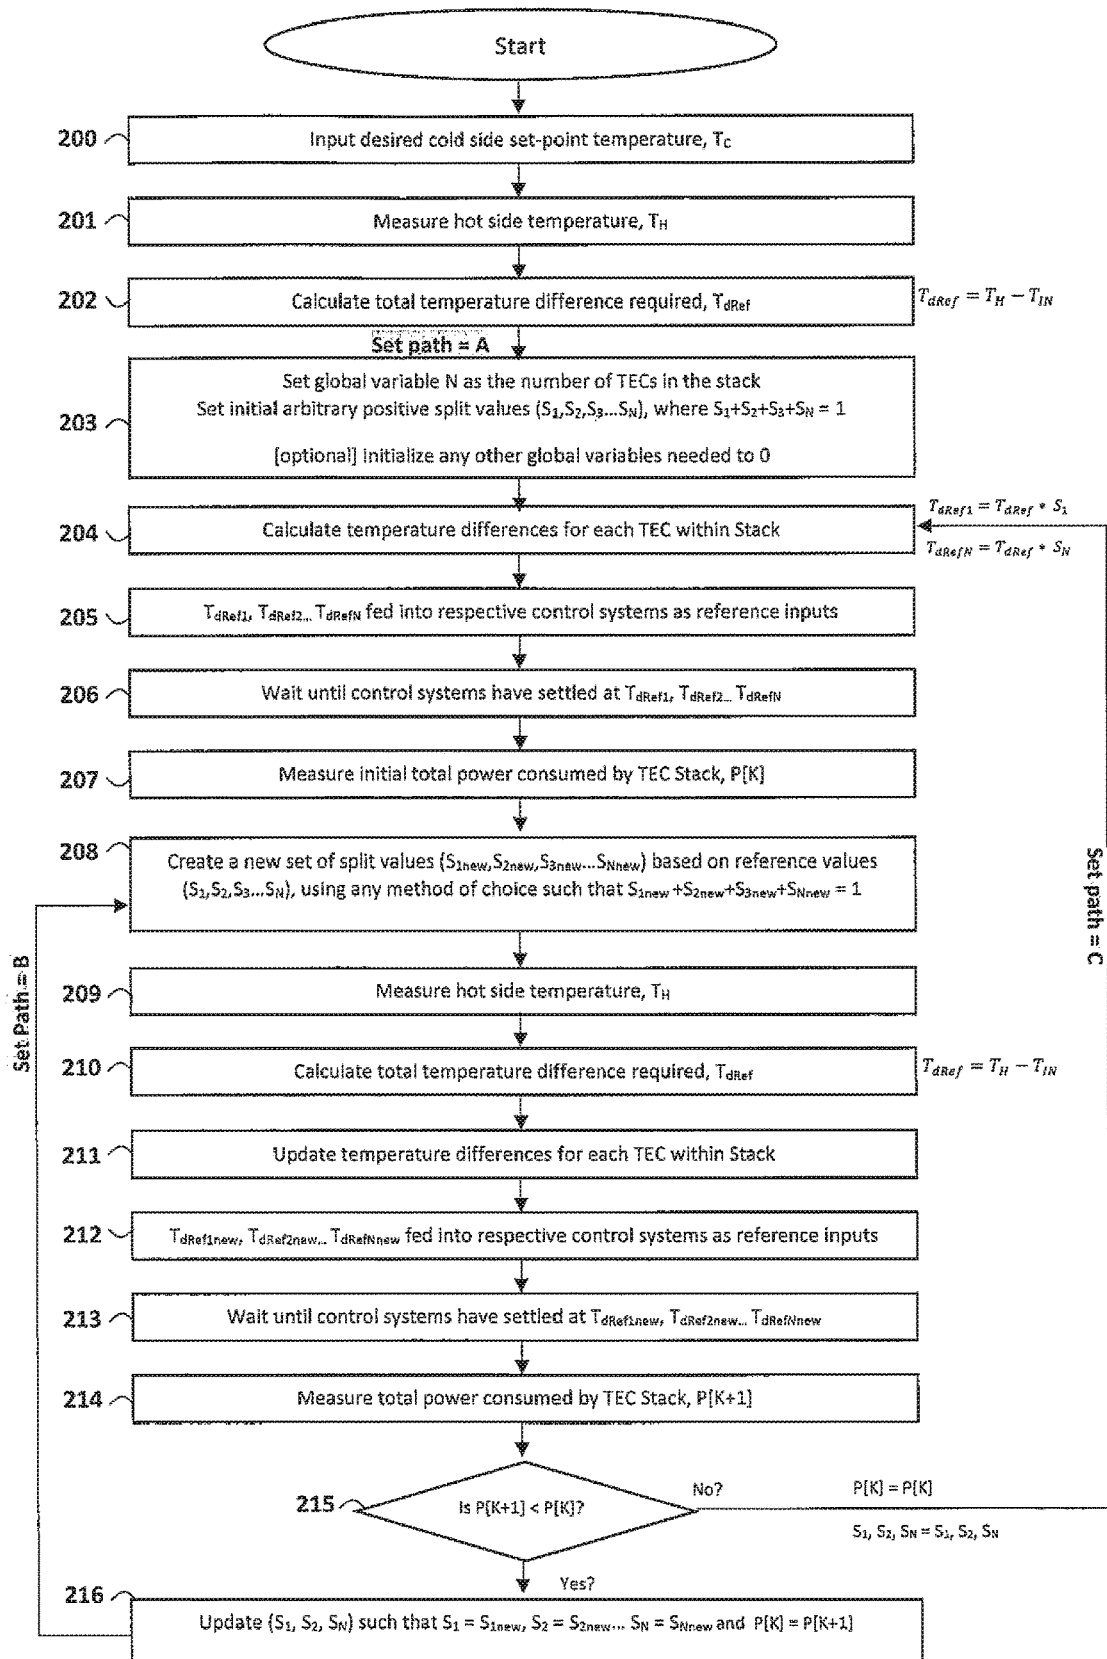 Start
200
Input desired cold side set-point temperature, T_C
201
Measure hot side temperature, T_H
202
Calculate total temperature difference required, T_dRef
T_dRef = T_H − T_IN
Set path = A
203
Set global variable N as the number of TECs in the stack
Set initial arbitrary positive split values (S_1,S_2,S_3...S_N), where S_1+S_2+S_3+S_N = 1
[optional] Initialize any other global variables needed to 0
204
Calculate temperature differences for each TEC within Stack
T_dRef1 = T_dRef * S_1
T_dRefN = T_dRef * S_N
205
T_dRef1, T_dRef2... T_dRefN fed into respective control systems as reference inputs
206
Wait until control systems have settled at T_dRef1, T_dRef2... T_dRefN
207
Measure initial total power consumed by TEC Stack, P[K]
208
Create a new set of split values (S_1new,S_2new,S_3new...S_Nnew) based on reference values
(S_1,S_2,S_3...S_N), using any method of choice such that S_1new+S_2new+S_3new+S_Nnew = 1
Set path = C
Set Path = B
209
Measure hot side temperature, T_H
210
Calculate total temperature difference required, T_dRef
T_dRef = T_H − T_IN
211
Update temperature differences for each TEC within Stack
212
T_dRef1new, T_dRef2new... T_dRefNnew fed into respective control systems as reference inputs
213
Wait until control systems have settled at T_dRef1new, T_dRef2new... T_dRefNnew
214
Measure total power consumed by TEC Stack, P[K+1]
215
Is P[K+1] < P[K]?
No?
P[K] = P[K]
S_1, S_2, S_N = S_1, S_2, S_N
Yes?
216
Update (S_1, S_2, S_N) such that S_1 = S_1new, S_2 = S_2new... S_N = S_Nnew and P[K] = P[K+1]